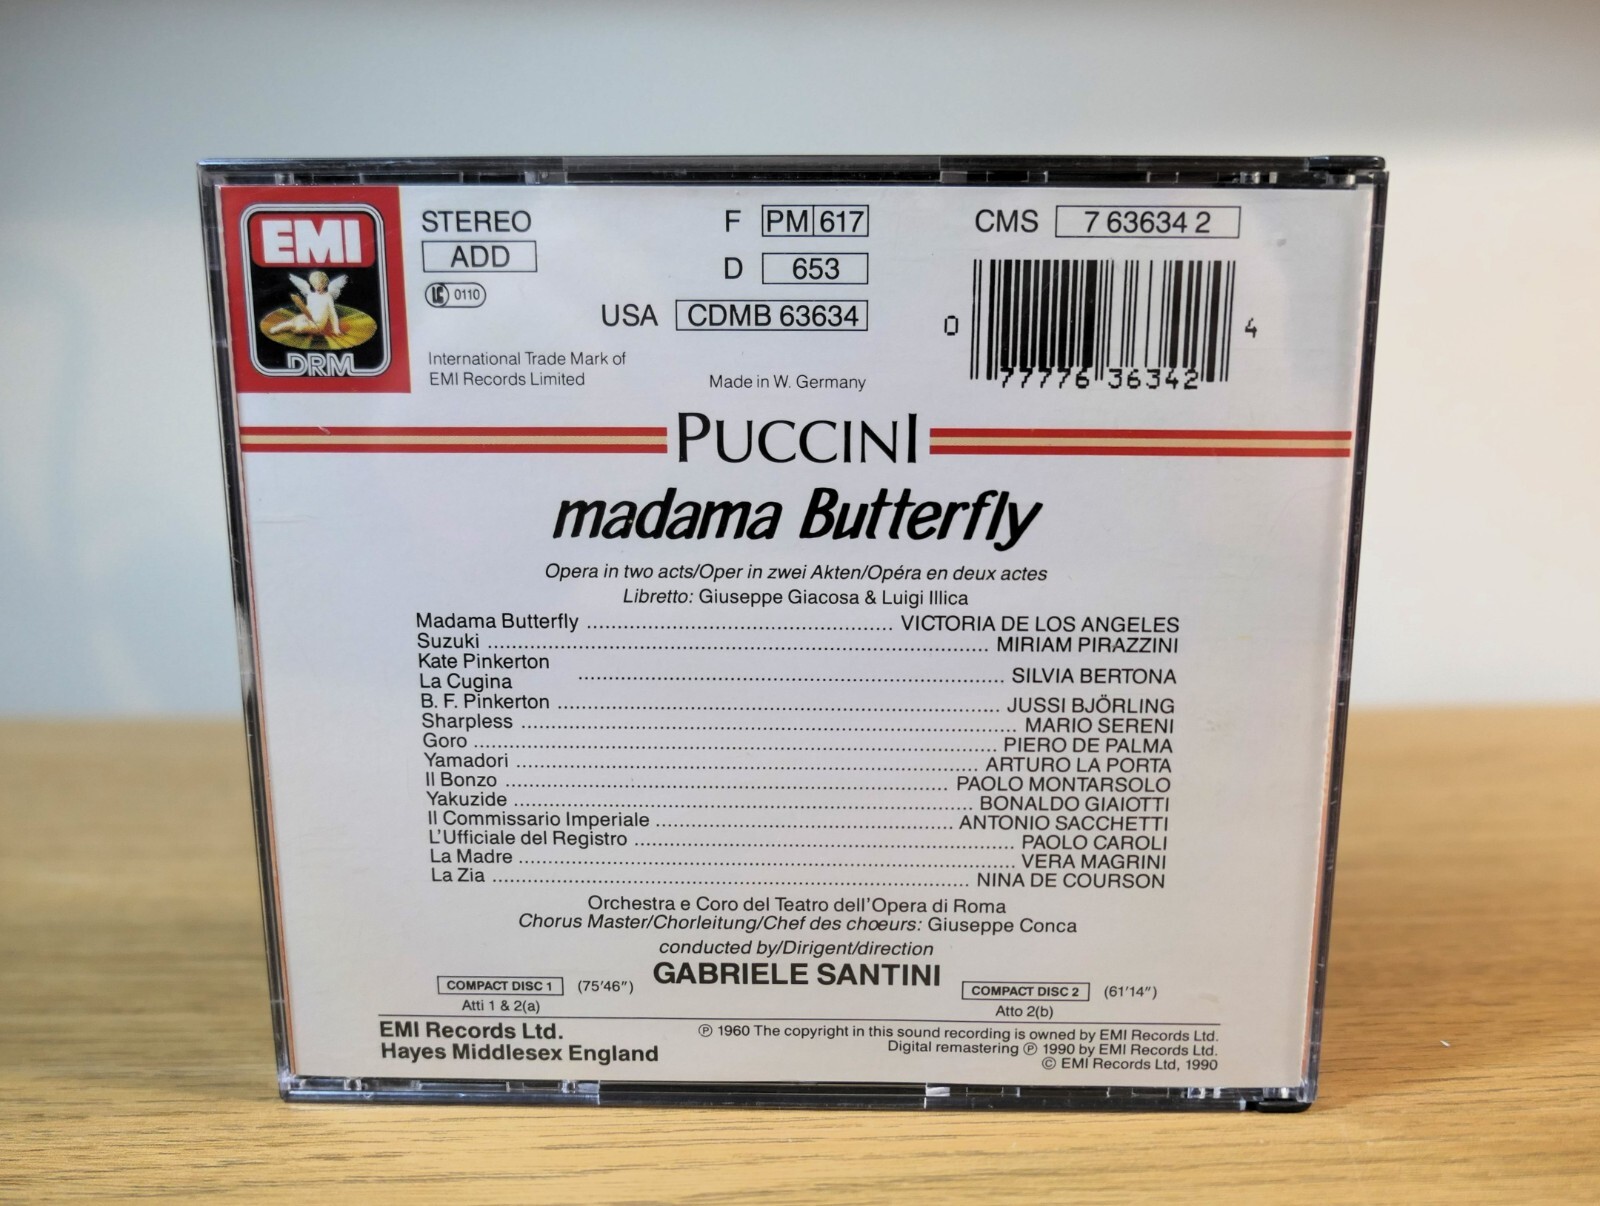 EMI
DRM
STEREO
ADD
LC 0110
International Trade Mark of
EMI Records Limited
F PM 617
D 653
USA CDMB 63634
Made in W. Germany
CMS 7 63634 2
0 77776 36342 4
PUCCINI
madama Butterfly
Opera in two acts/Oper in zwei Akten/Opéra en deux actes
Libretto: Giuseppe Giacosa & Luigi Illica
Madama Butterfly VICTORIA DE LOS ANGELES
Suzuki MIRIAM PIRAZZINI
Kate Pinkerton
La Cugina SILVIA BERTONA
B. F. Pinkerton JUSSI BJÖRLING
Sharpless MARIO SERENI
Goro PIERO DE PALMA
Yamadori ARTURO LA PORTA
Il Bonzo PAOLO MONTARSOLO
Yakuzide BONALDO GIAIOTTI
Il Commissario Imperiale ANTONIO SACCHETTI
L'Ufficiale del Registro PAOLO CAROLI
La Madre VERA MAGRINI
La Zia NINA DE COURSON
Orchestra e Coro del Teatro dell'Opera di Roma
Chorus Master/Chorleitung/Chef des chœurs: Giuseppe Conca
conducted by/Dirigent/direction
GABRIELE SANTINI
COMPACT DISC 1 (75'46")
Atti 1 & 2(a)
COMPACT DISC 2 (61'14")
Atto 2(b)
EMI Records Ltd.
Hayes Middlesex England
℗ 1960 The copyright in this sound recording is owned by EMI Records Ltd.
Digital remastering ℗ 1990 by EMI Records Ltd.
© EMI Records Ltd, 1990